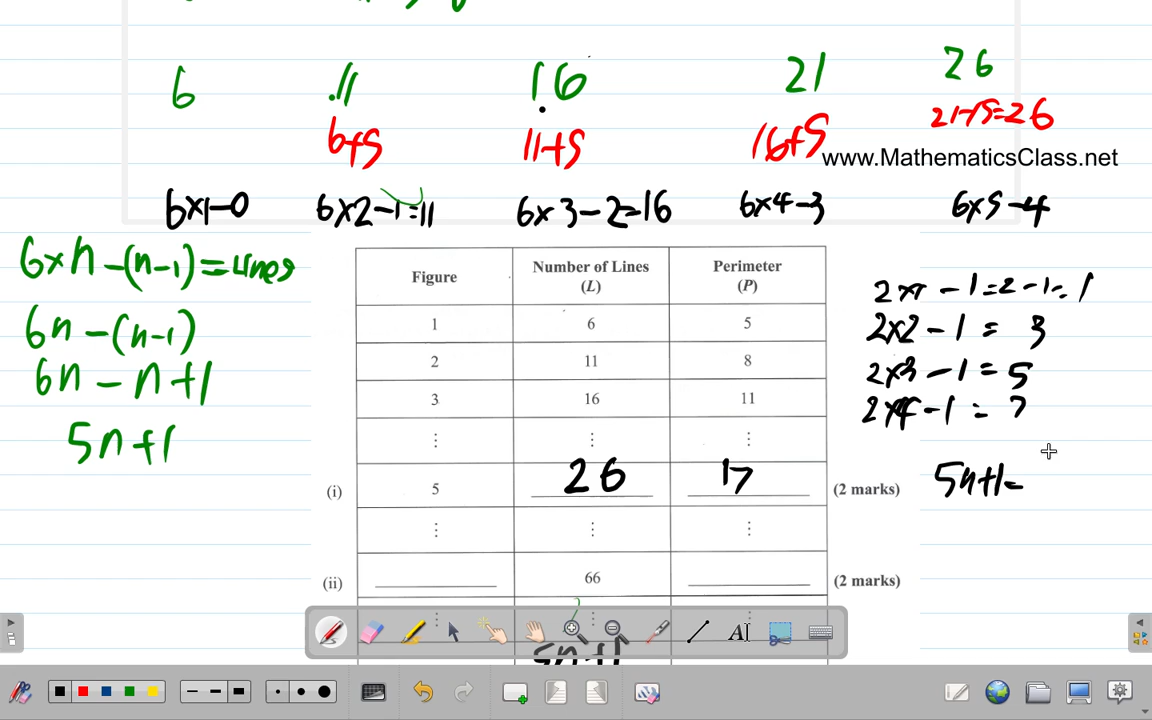 6 11 16 21 26
6+5 11+5 16+5 21+5=26
www.MathematicsClass.net
6×1-0 6×2-1=11 6×3-2=16 6×4-3 6×5-4
6×n-(n-1)=Lines
6n-(n-1)
6n-n+1
5n+1
Figure Number of Lines (L) Perimeter (P)
1 6 5
2 11 8
3 16 11
⋮ ⋮ ⋮
(i) 5 26 17 (2 marks)
⋮ ⋮ ⋮
(ii) 66 (2 marks)
5n+1
2×1-1=2-1=1
2×2-1=3
2×3-1=5
2×4-1=7
5n+1=